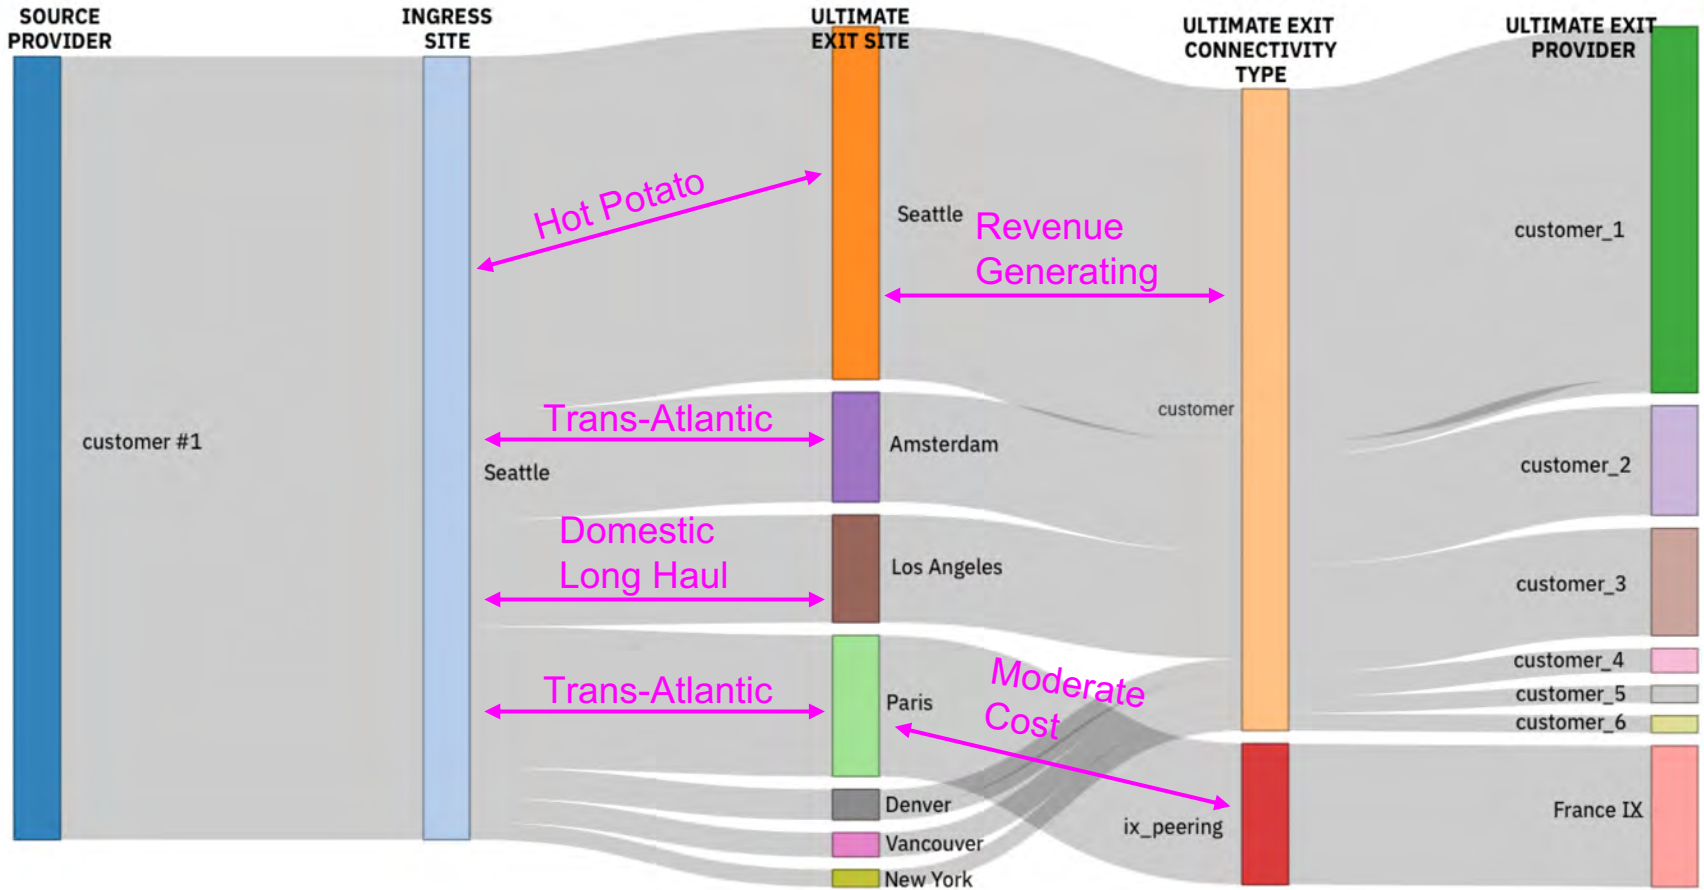 SOURCE
PROVIDER
INGRESS
SITE
ULTIMATE
EXIT SITE
ULTIMATE EXIT
CONNECTIVITY
TYPE
ULTIMATE EXIT
PROVIDER
customer #1
Seattle
Hot Potato
Trans-Atlantic
Domestic
Long Haul
Trans-Atlantic
Seattle
Amsterdam
Los Angeles
Paris
Denver
Vancouver
New York
Revenue
Generating
Moderate
Cost
customer
ix_peering
customer_1
customer_2
customer_3
customer_4
customer_5
customer_6
France IX